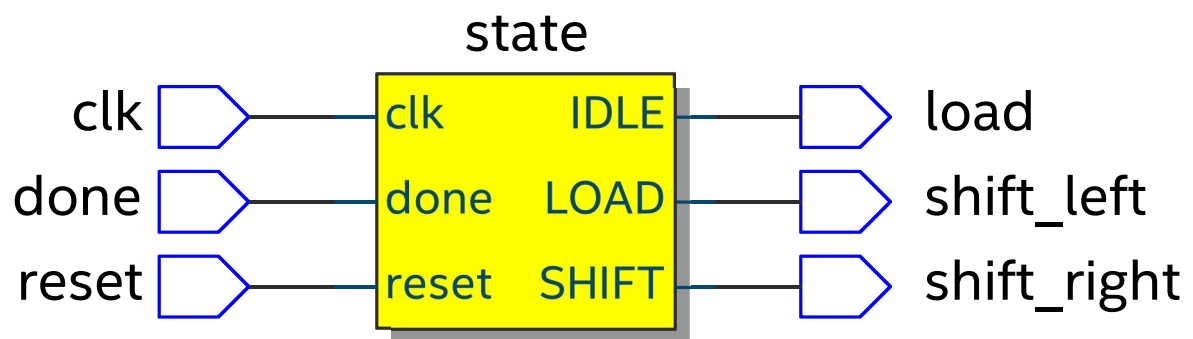 state
clk clk IDLE load
done done LOAD shift_left
reset reset SHIFT shift_right